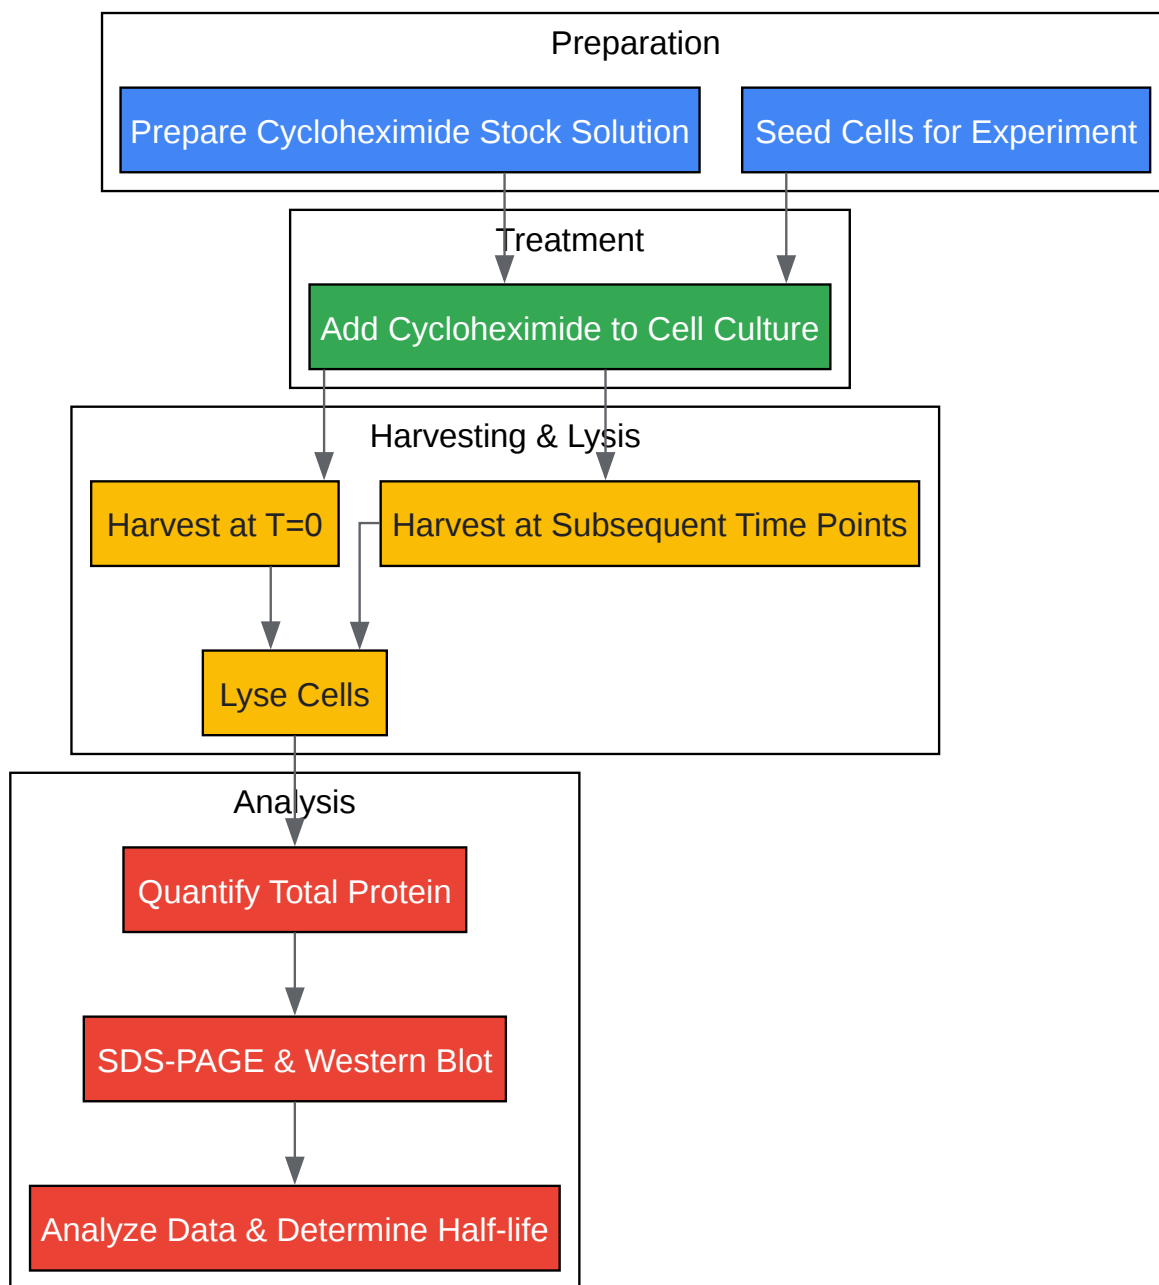 Preparation
Prepare Cycloheximide Stock Solution
Seed Cells for Experiment
Treatment
Add Cycloheximide to Cell Culture
Harvesting & Lysis
Harvest at T=0
Harvest at Subsequent Time Points
Lyse Cells
Analysis
Quantify Total Protein
SDS-PAGE & Western Blot
Analyze Data & Determine Half-life